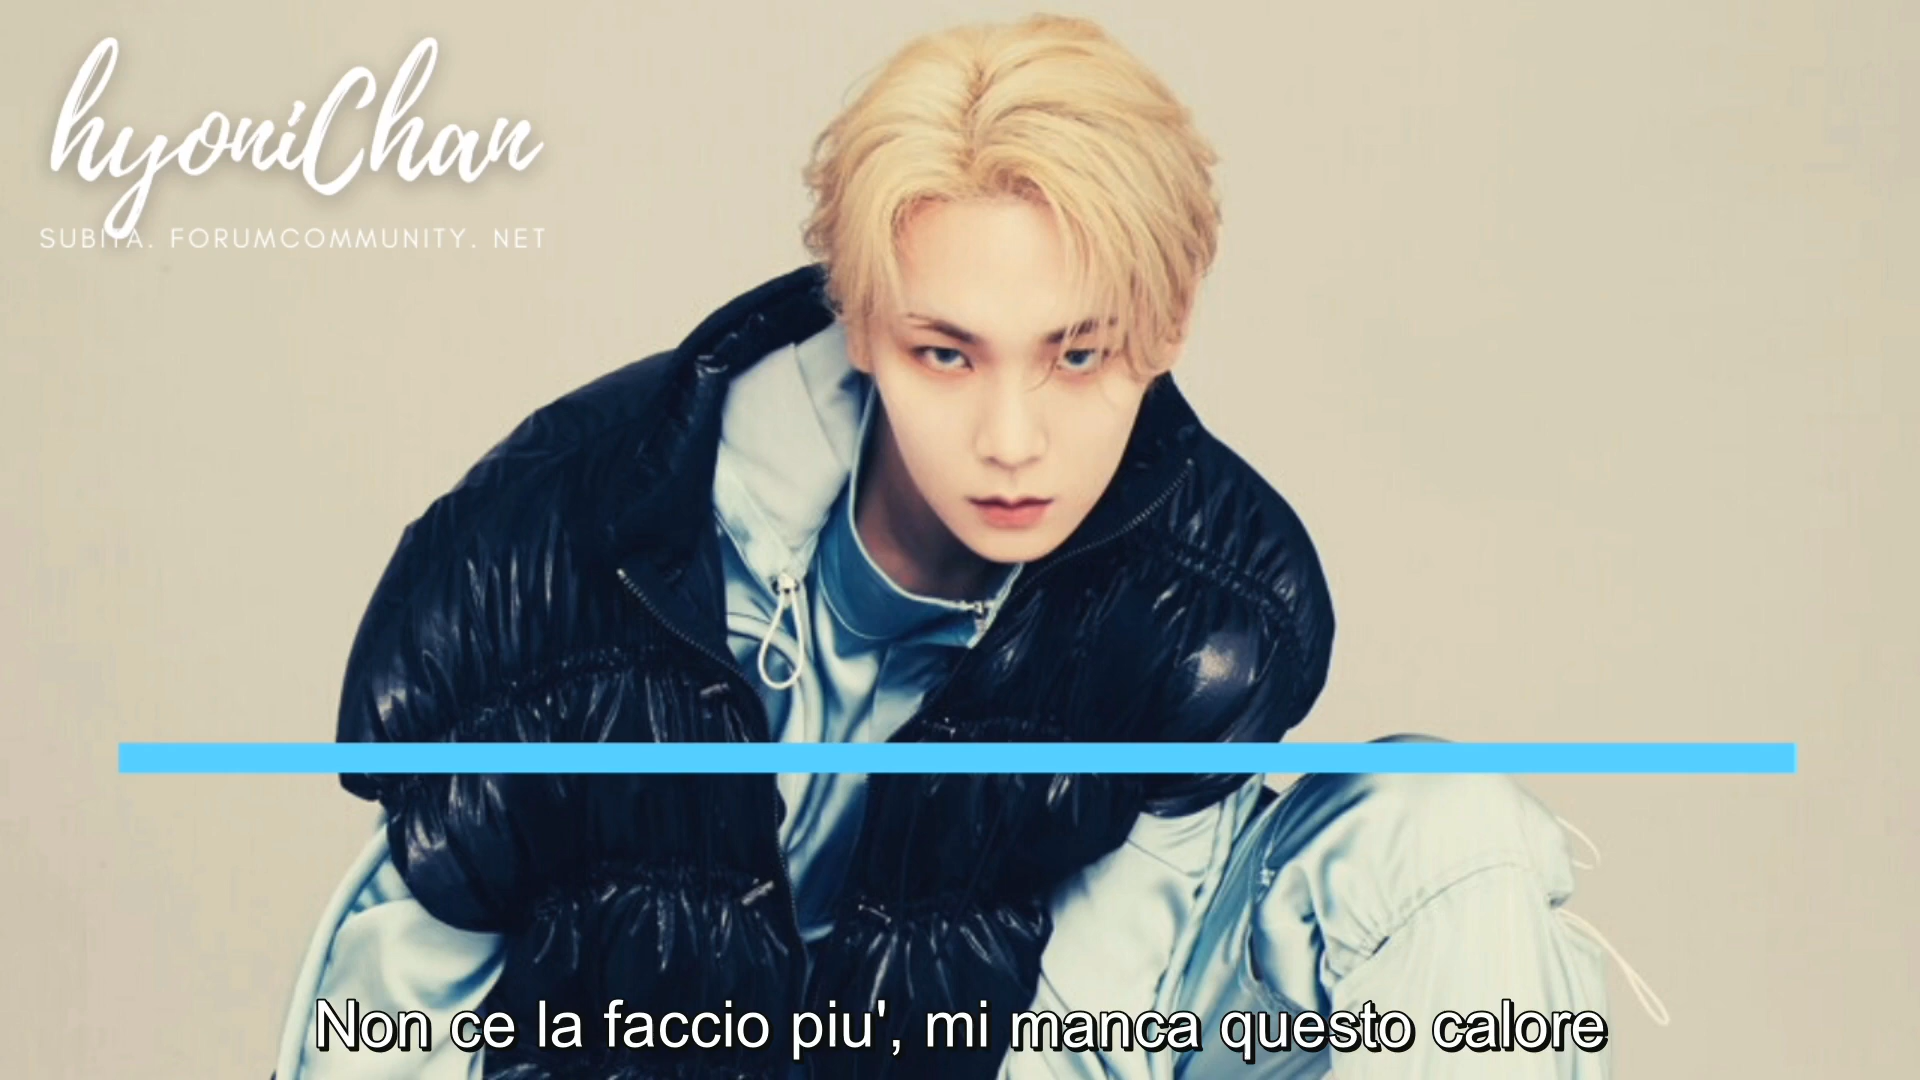 hyoniChan
SUBITA. FORUMCOMMUNITY. NET
Non ce la faccio piu', mi manca questo calore